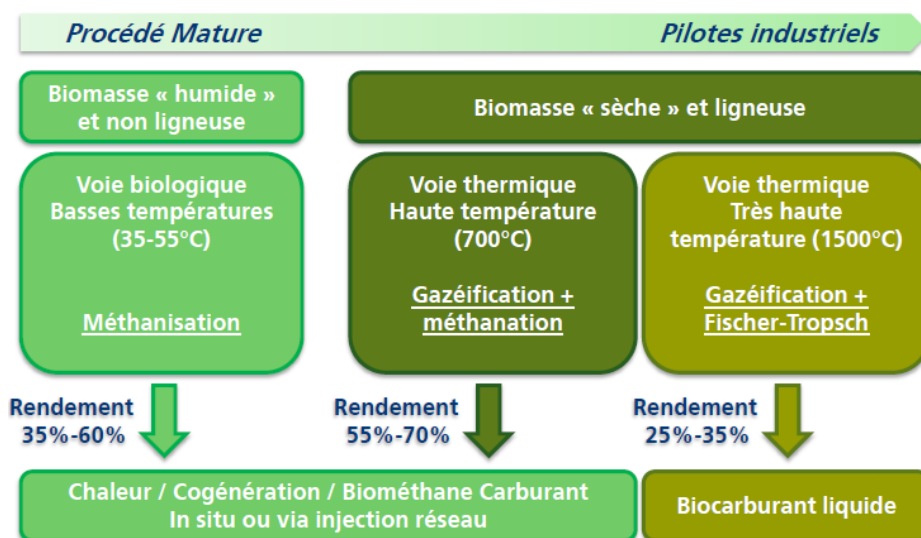 Procédé Mature
Pilotes industriels
Biomasse « humide »
et non ligneuse
Biomasse « sèche » et ligneuse
Voie biologique
Basses températures
(35-55°C)
Méthanisation
Voie thermique
Haute température
(700°C)
Gazéification +
méthanation
Voie thermique
Très haute
température (1500°C)
Gazéification +
Fischer-Tropsch
Rendement
35%-60%
Rendement
55%-70%
Rendement
25%-35%
Chaleur / Cogénération / Biométhane Carburant
In situ ou via injection réseau
Biocarburant liquide